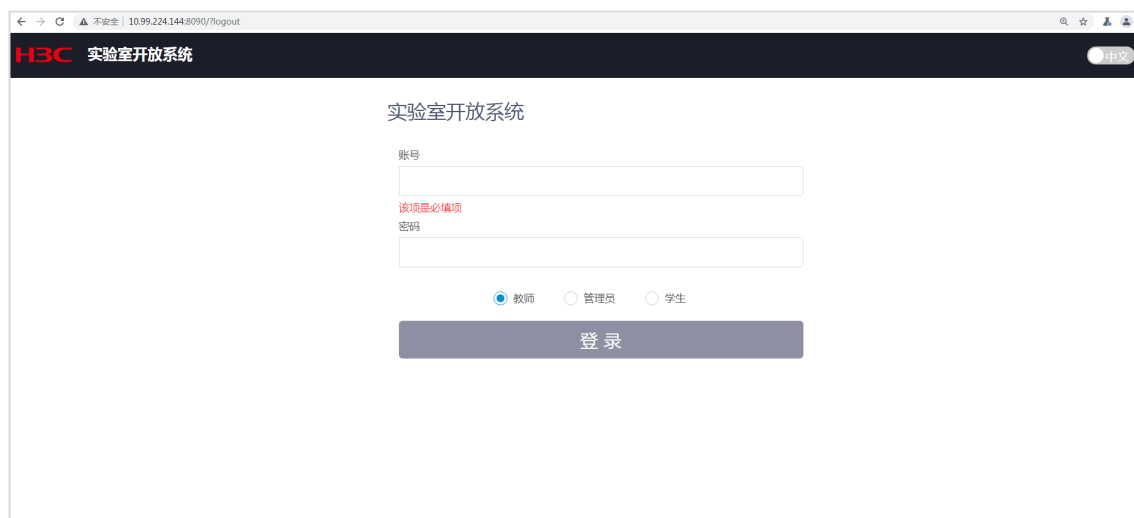 不安全 | 10.99.224.144:8090/?logout
H3C 实验室开放系统
中文
实验室开放系统
账号
该项是必填项
密码
教师 管理员 学生
登 录